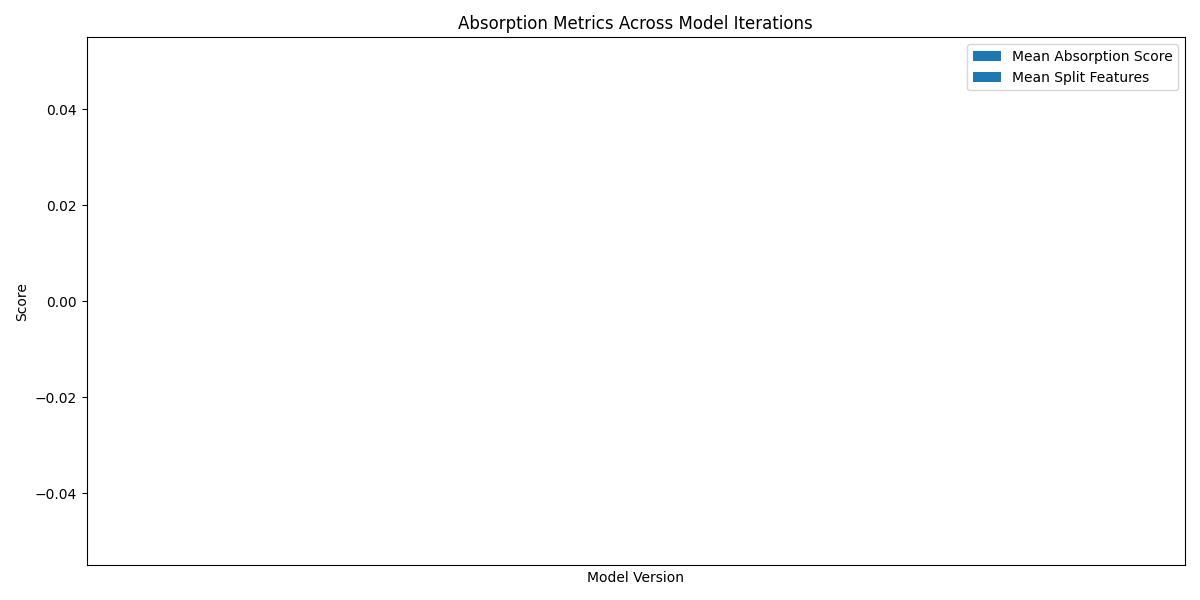 Absorption Metrics Across Model Iterations
Mean Absorption Score
Mean Split Features
0.04
0.02
0.00
−0.02
−0.04
Score
Model Version